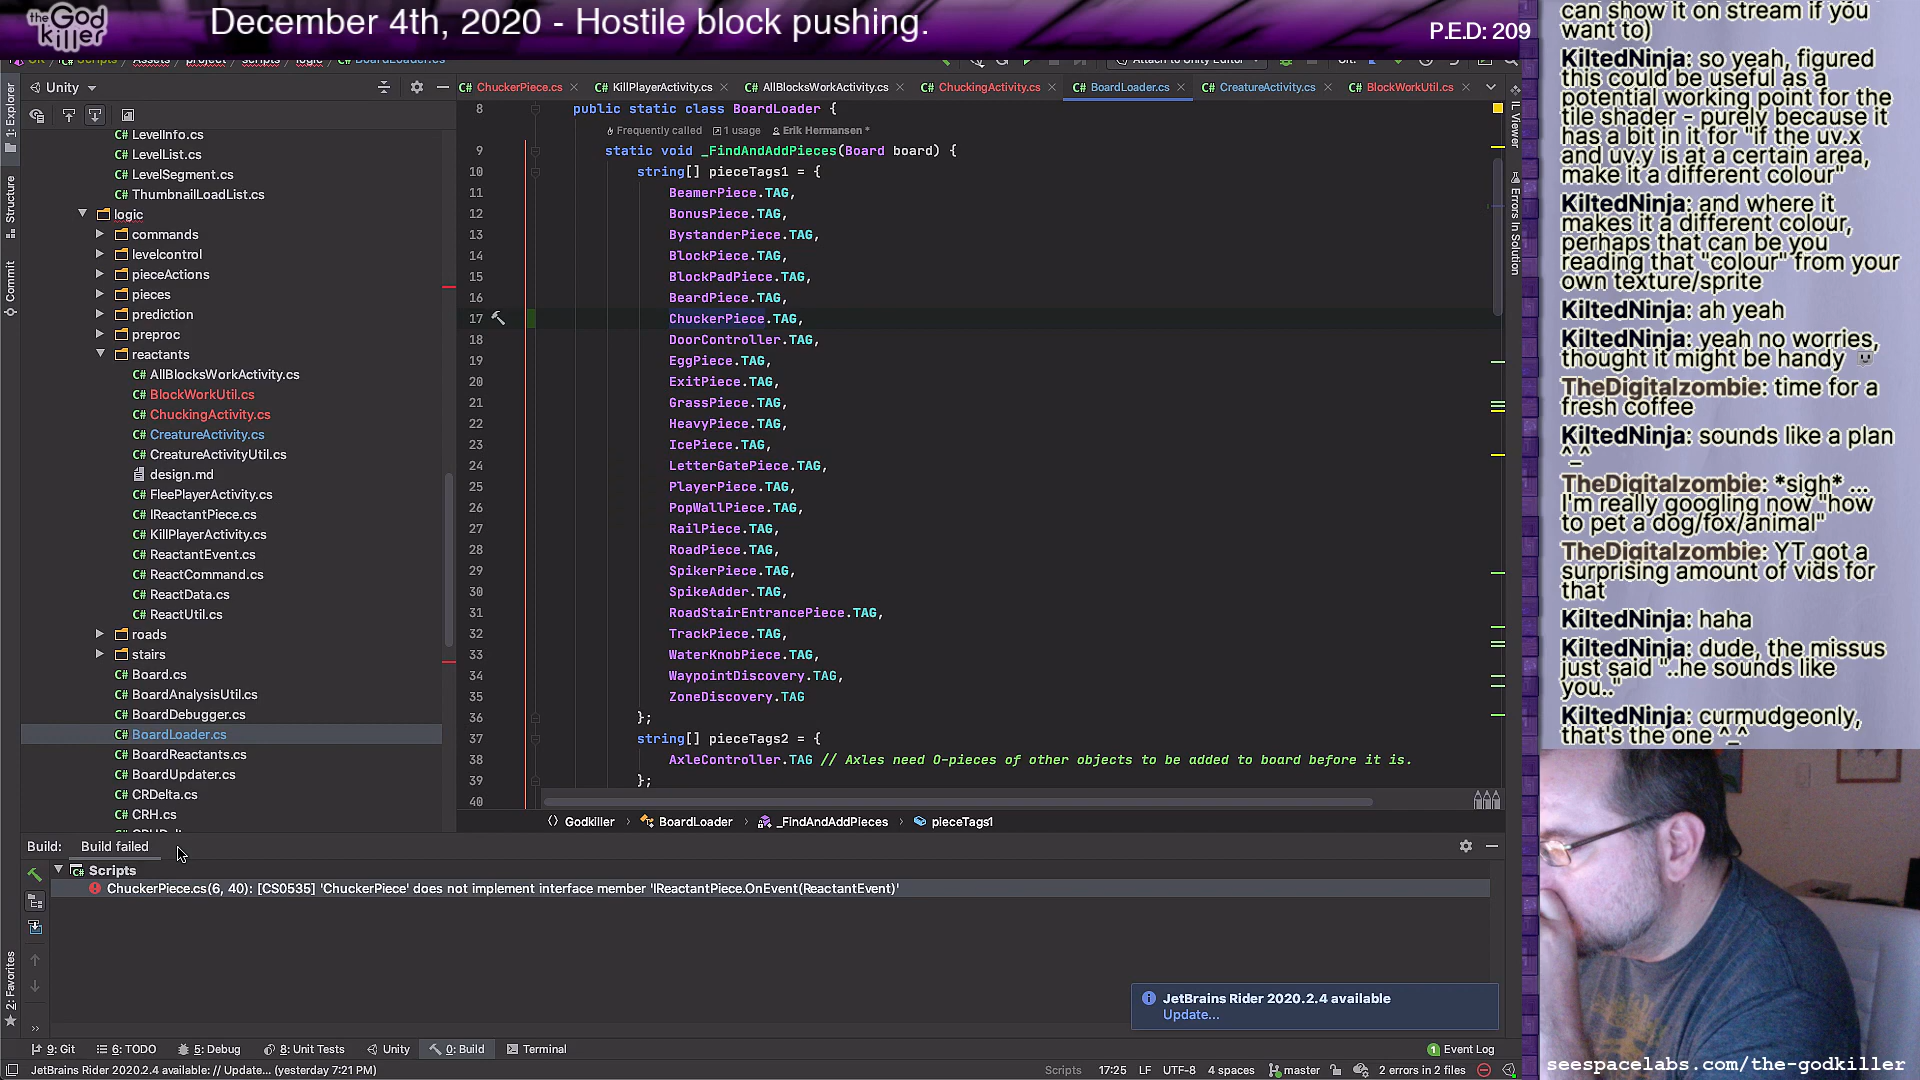 the God killer
December 4th, 2020 - Hostile block pushing.
P.E.D: 209
Unity
ChuckerPiece.cs
KillPlayerActivity.cs
AllBlocksWorkActivity.cs
ChuckingActivity.cs
BoardLoader.cs
CreatureActivity.cs
BlockWorkUtil.cs
1: Explorer
Structure
Commit
2: Favorites
LevelInfo.cs
LevelList.cs
LevelSegment.cs
ThumbnailLoadList.cs
logic
commands
levelcontrol
pieceActions
pieces
prediction
preproc
reactants
AllBlocksWorkActivity.cs
BlockWorkUtil.cs
ChuckingActivity.cs
CreatureActivity.cs
CreatureActivityUtil.cs
design.md
FleePlayerActivity.cs
IReactantPiece.cs
KillPlayerActivity.cs
ReactantEvent.cs
ReactCommand.cs
ReactData.cs
ReactUtil.cs
roads
stairs
Board.cs
BoardAnalysisUtil.cs
BoardDebugger.cs
BoardLoader.cs
BoardReactants.cs
BoardUpdater.cs
CRDelta.cs
CRH.cs
8 public static class BoardLoader {
Frequently called 1 usage Erik Hermansen *
9 static void _FindAndAddPieces(Board board) {
10 string[] pieceTags1 = {
11 BeamerPiece.TAG,
12 BonusPiece.TAG,
13 BystanderPiece.TAG,
14 BlockPiece.TAG,
15 BlockPadPiece.TAG,
16 BeardPiece.TAG,
17 ChuckerPiece.TAG,
18 DoorController.TAG,
19 EggPiece.TAG,
20 ExitPiece.TAG,
21 GrassPiece.TAG,
22 HeavyPiece.TAG,
23 IcePiece.TAG,
24 LetterGatePiece.TAG,
25 PlayerPiece.TAG,
26 PopWallPiece.TAG,
27 RailPiece.TAG,
28 RoadPiece.TAG,
29 SpikerPiece.TAG,
30 SpikeAdder.TAG,
31 RoadStairEntrancePiece.TAG,
32 TrackPiece.TAG,
33 WaterKnobPiece.TAG,
34 WaypointDiscovery.TAG,
35 ZoneDiscovery.TAG
36 };
37 string[] pieceTags2 = {
38 AxleController.TAG // Axles need O-pieces of other objects to be added to board before it is.
39 };
40
Godkiller BoardLoader _FindAndAddPieces pieceTags1
IL Viewer
Errors In Solution
Build: Build failed
Scripts
ChuckerPiece.cs(6, 40): [CS0535] 'ChuckerPiece' does not implement interface member 'IReactantPiece.OnEvent(ReactantEvent)'
JetBrains Rider 2020.2.4 available
Update...
9: Git
6: TODO
5: Debug
8: Unit Tests
Unity
0: Build
Terminal
1 Event Log
JetBrains Rider 2020.2.4 available: // Update... (yesterday 7:21 PM)
Scripts 17:25 LF UTF-8 4 spaces master 2 errors in 2 files
can show it on stream if you
want to)
KiltedNinja: so yeah, figured
this could be useful as a
potential working point for the
tile shader - purely because it
has a bit in it for "if the uv.x
and uv.y is at a certain area,
make it a different colour"
KiltedNinja: and where it
makes it a different colour,
perhaps that can be you
reading that "colour" from your
own texture/sprite
KiltedNinja: ah yeah
KiltedNinja: yeah no worries,
thought it might be handy
TheDigitalzombie: time for a
fresh coffee
KiltedNinja: sounds like a plan
^_^
TheDigitalzombie: *sigh* ...
I'm really googling now "how
to pet a dog/fox/animal"
TheDigitalzombie: YT got a
surprising amount of vids for
that
KiltedNinja: haha
KiltedNinja: dude, the missus
just said "..he sounds like
you.."
KiltedNinja: curmudgeonly,
that's the one ^_^
seespacelabs.com/the-godkiller